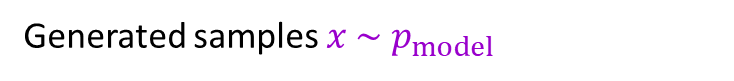 Generated samples x ~ p_model